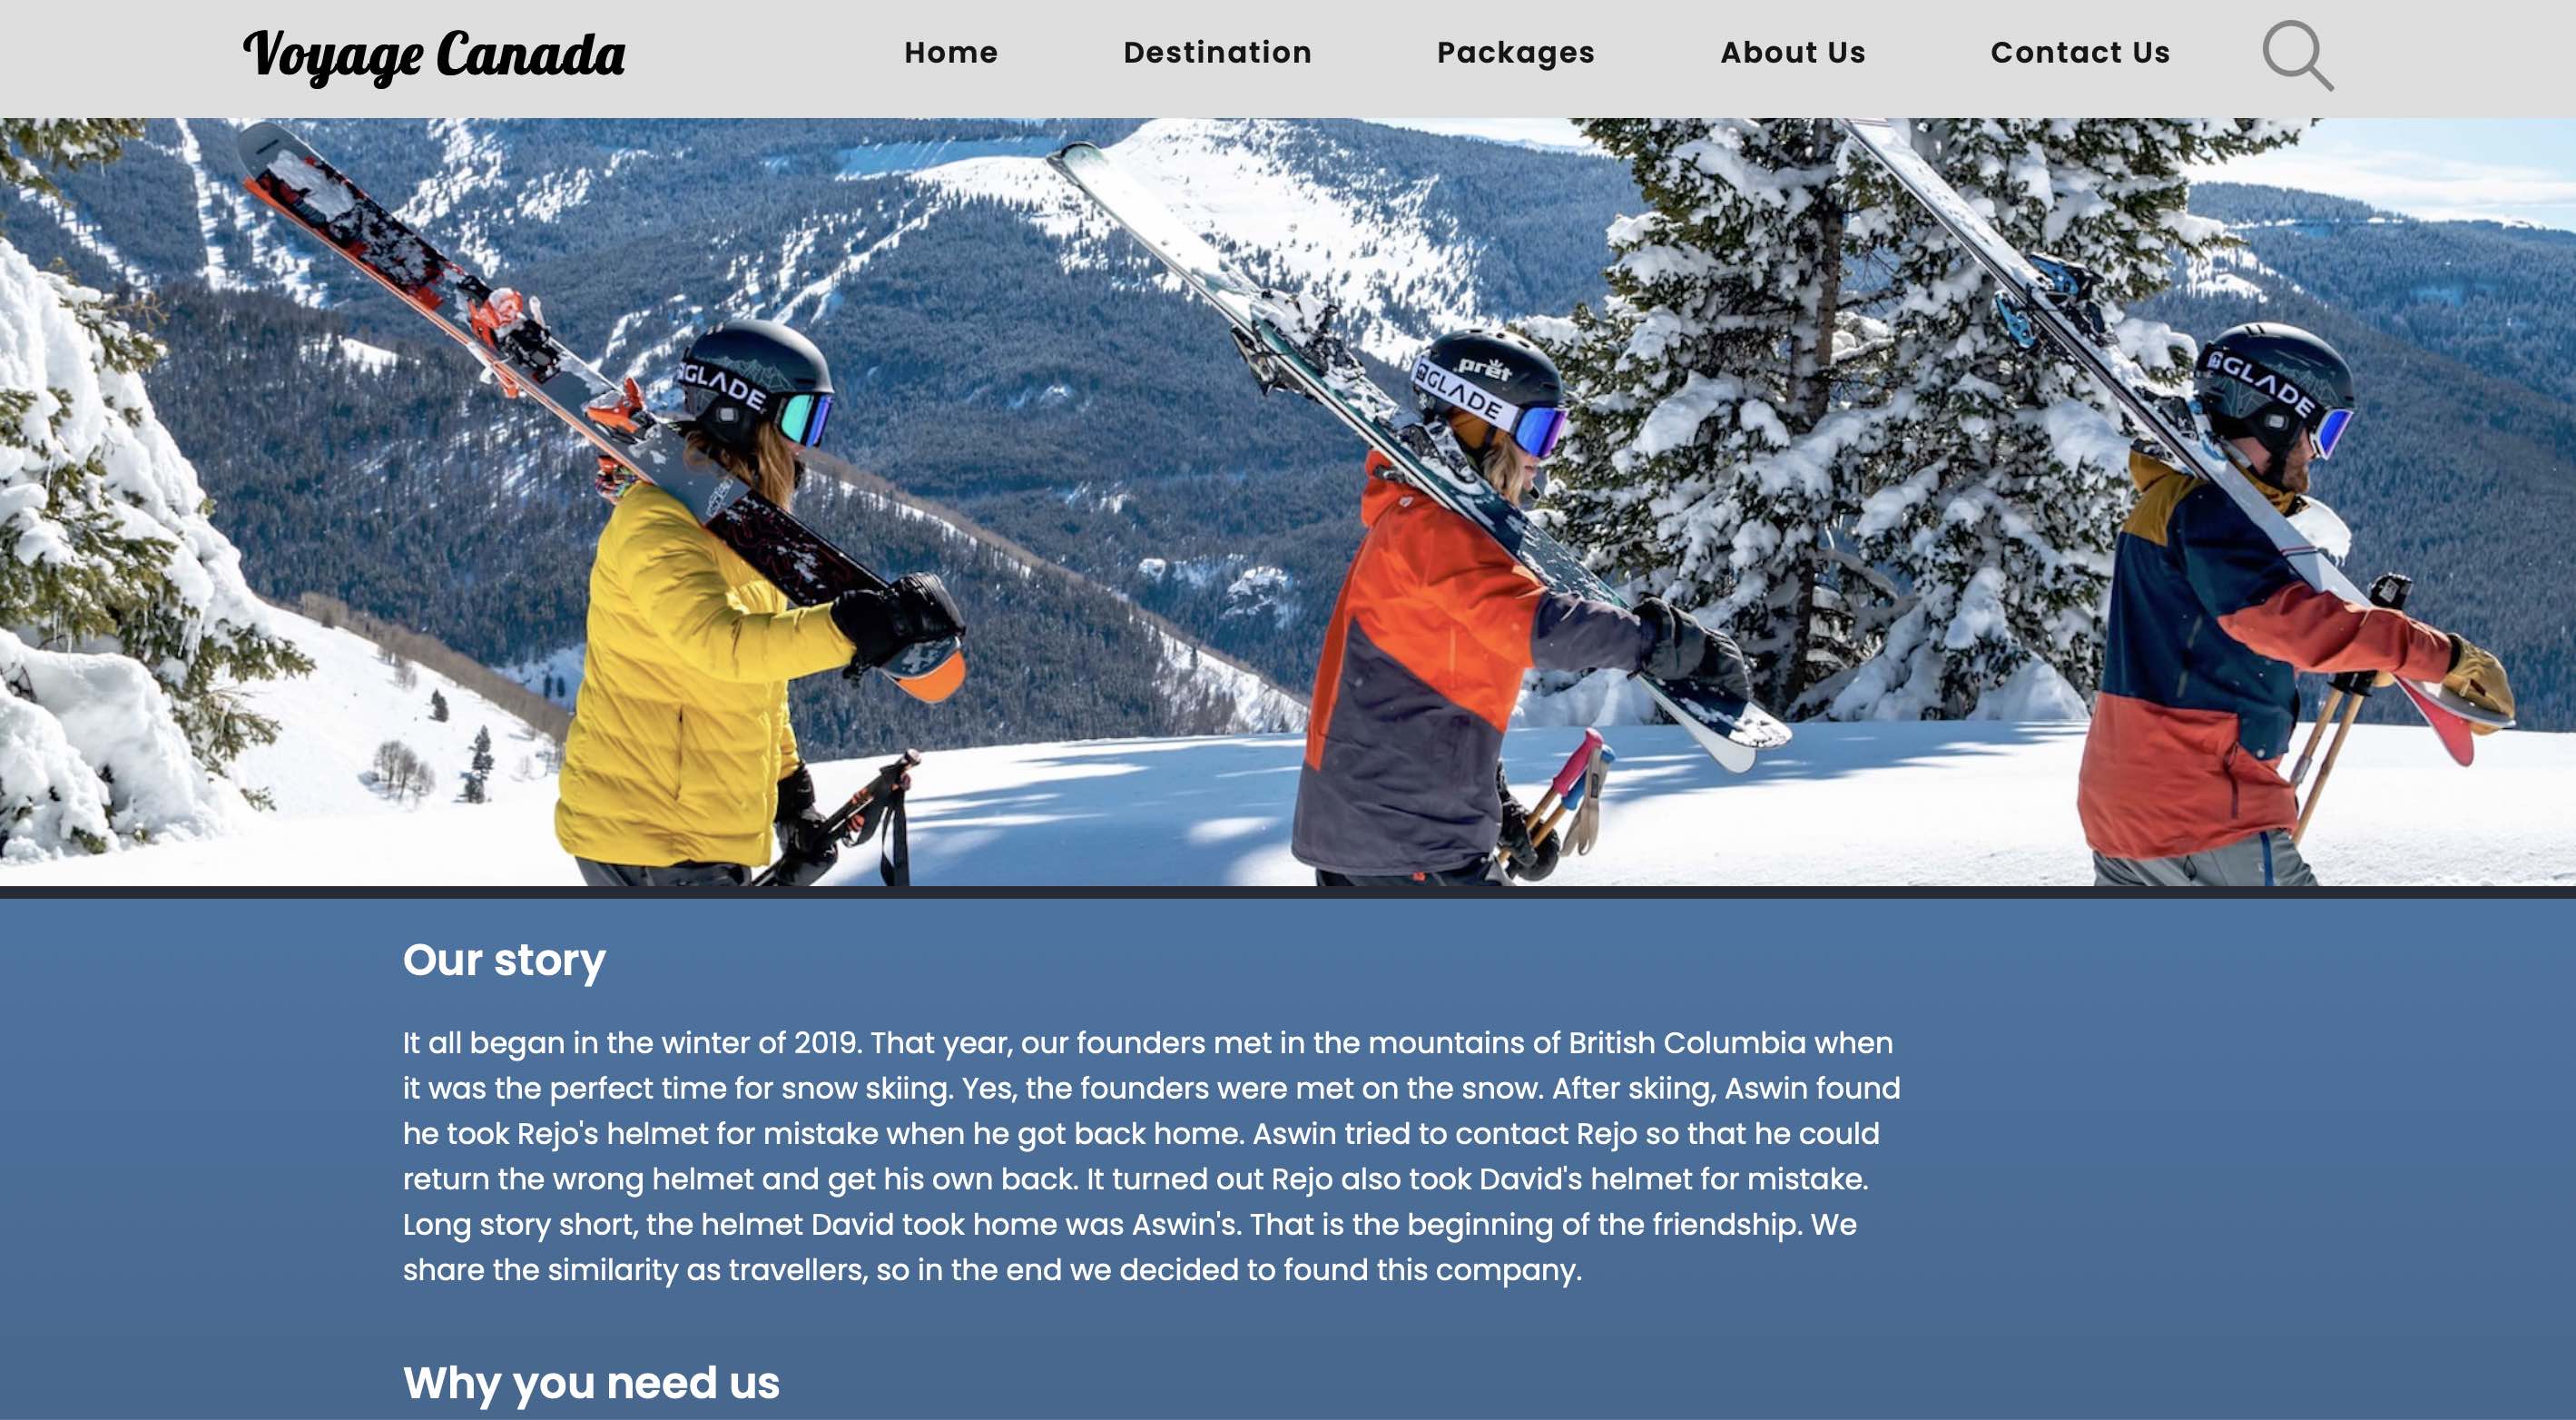 Voyage Canada
Home Destination Packages About Us Contact Us
GLADE
GLADE
prēt
GLADE
Our story
It all began in the winter of 2019. That year, our founders met in the mountains of British Columbia when
it was the perfect time for snow skiing. Yes, the founders were met on the snow. After skiing, Aswin found
he took Rejo's helmet for mistake when he got back home. Aswin tried to contact Rejo so that he could
return the wrong helmet and get his own back. It turned out Rejo also took David's helmet for mistake.
Long story short, the helmet David took home was Aswin's. That is the beginning of the friendship. We
share the similarity as travellers, so in the end we decided to found this company.
Why you need us